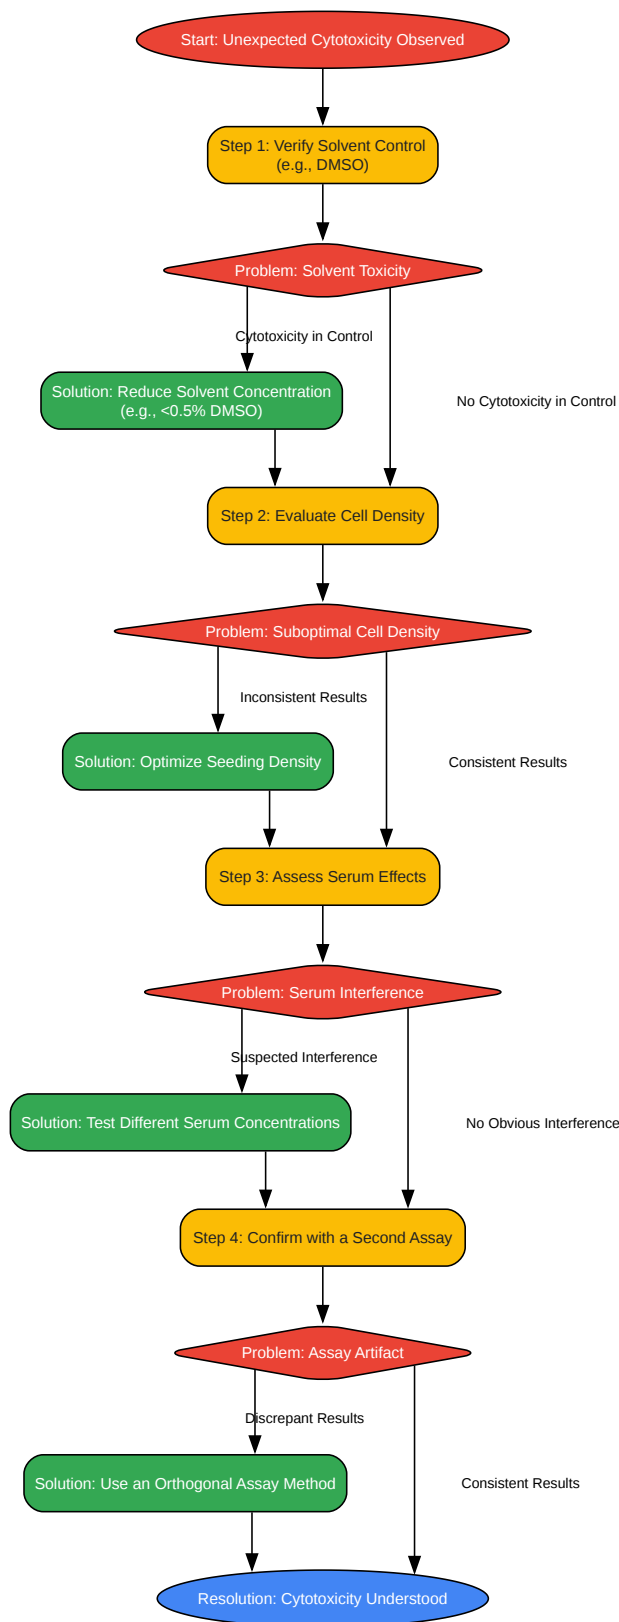 Start: Unexpected Cytotoxicity Observed
Step 1: Verify Solvent Control
(e.g., DMSO)
Problem: Solvent Toxicity
Cytotoxicity in Control
Solution: Reduce Solvent Concentration
(e.g., <0.5% DMSO)
No Cytotoxicity in Control
Step 2: Evaluate Cell Density
Problem: Suboptimal Cell Density
Inconsistent Results
Solution: Optimize Seeding Density
Consistent Results
Step 3: Assess Serum Effects
Problem: Serum Interference
Suspected Interference
Solution: Test Different Serum Concentrations
No Obvious Interference
Step 4: Confirm with a Second Assay
Problem: Assay Artifact
Discrepant Results
Solution: Use an Orthogonal Assay Method
Consistent Results
Resolution: Cytotoxicity Understood